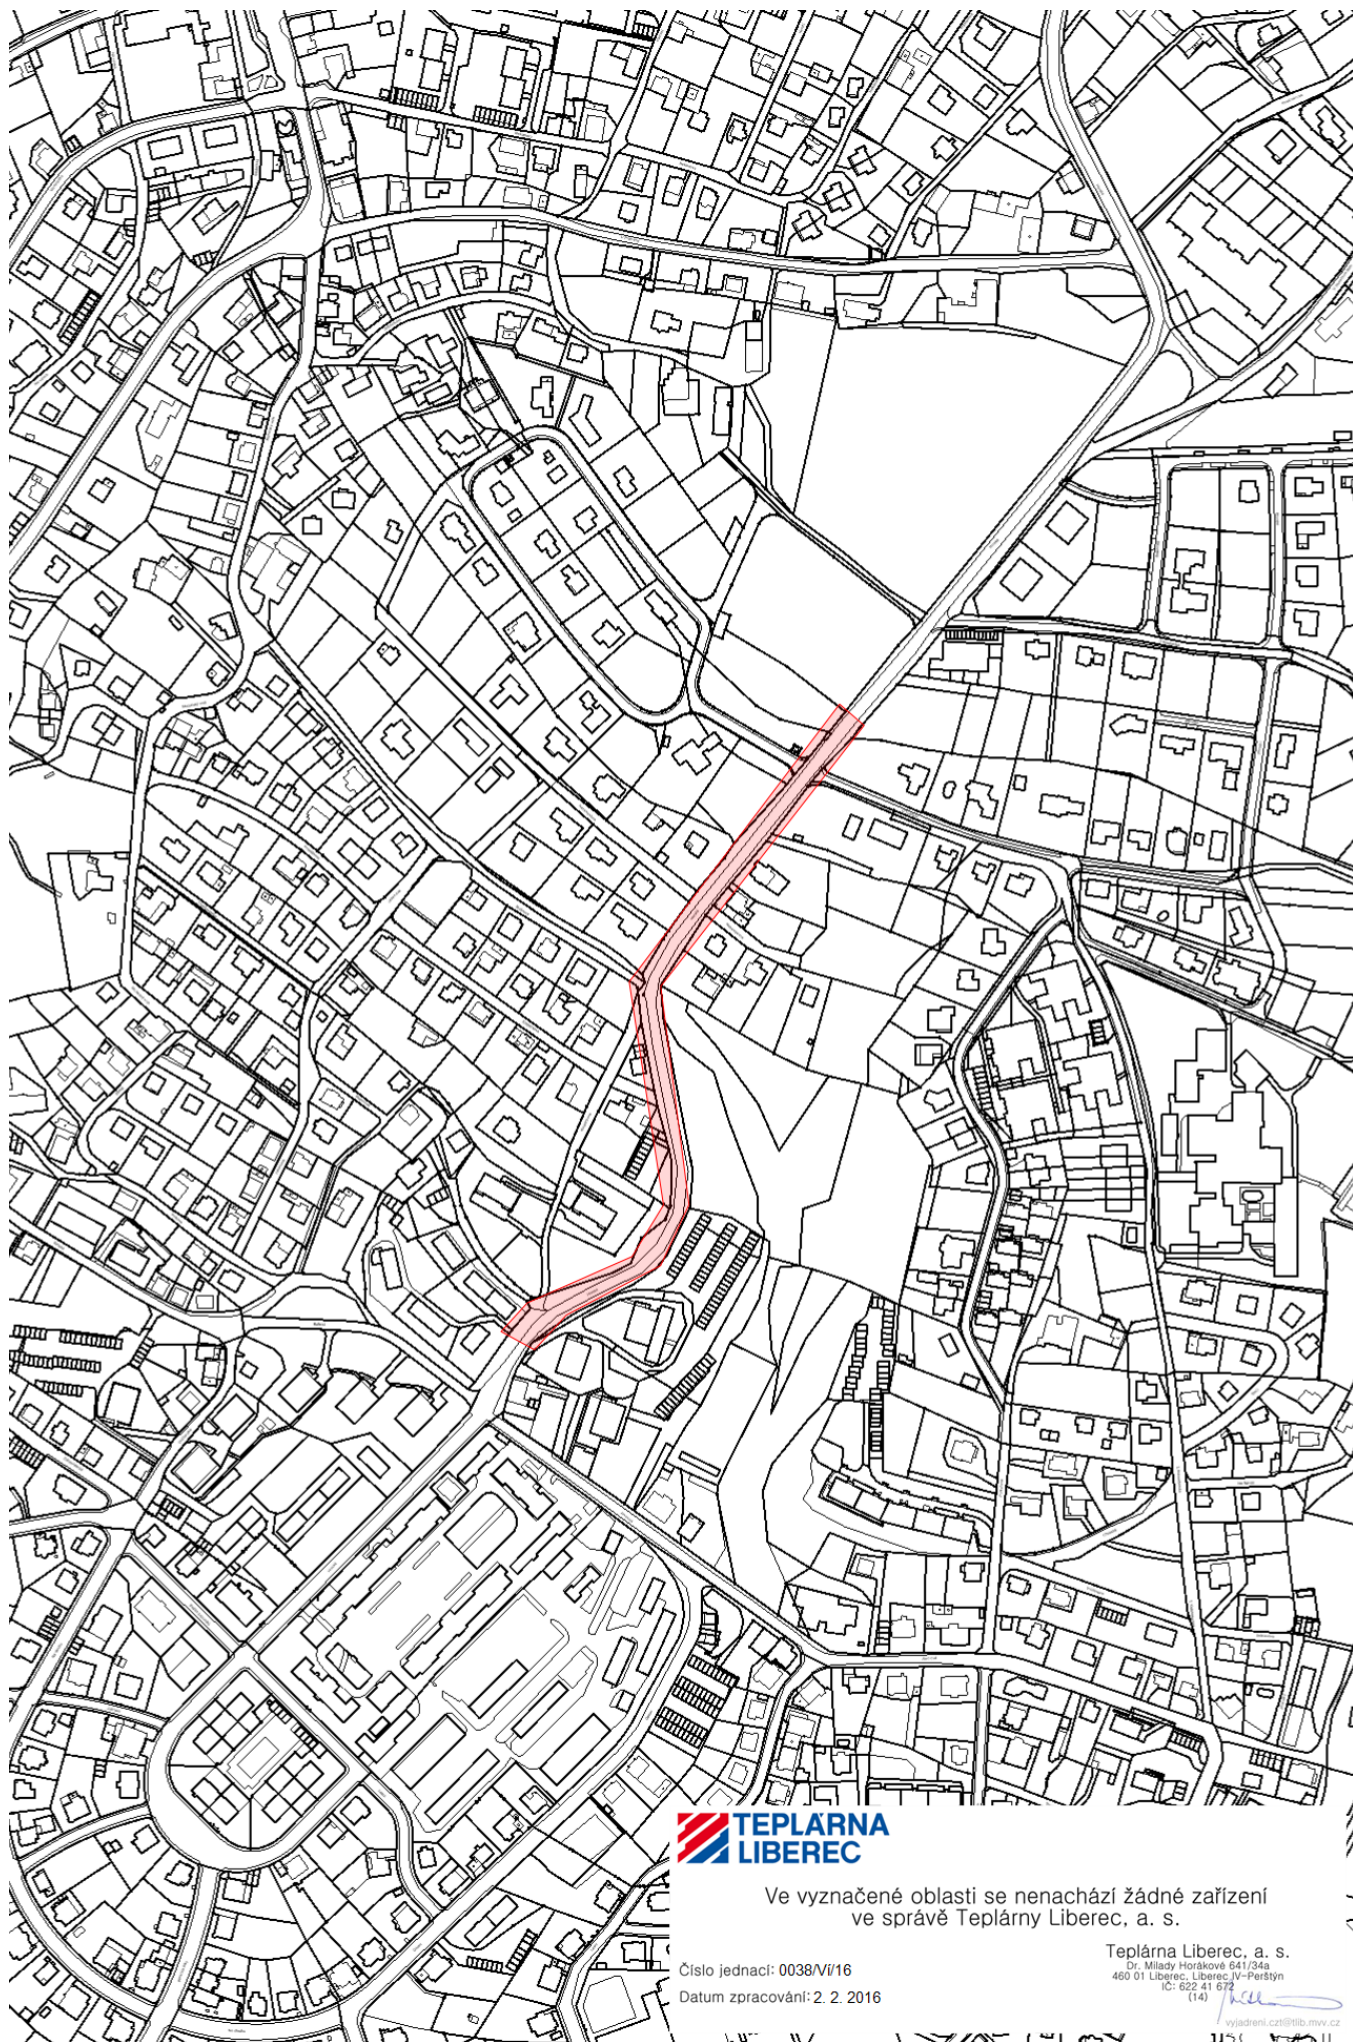 TEPLÁRNA
LIBEREC
Ve vyznačené oblasti se nenachází žádné zařízení
ve správě Teplárny Liberec, a. s.
Teplárna Liberec, a. s.
Dr. Milady Horákové 641/34a
460 01 Liberec, Liberec IV-Perštýn
IČ: 622 41 672
(14)
Číslo jednací: 0038/Ví/16
Datum zpracování: 2. 2. 2016
vyjadreni.czt@tlib.mvv.cz